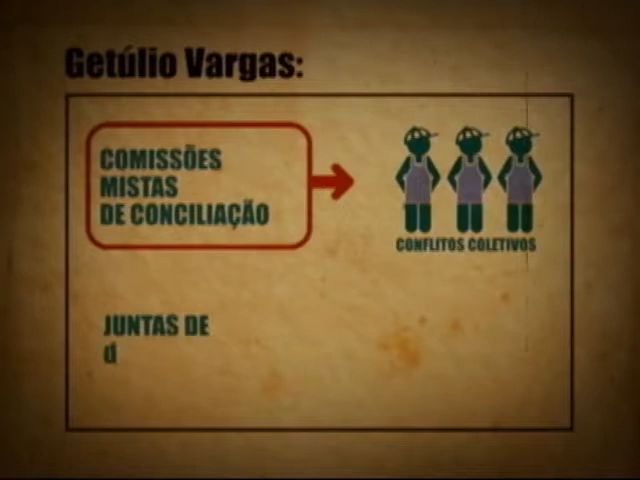 Getúlio Vargas:
COMISSÕES
MISTAS
DE CONCILIAÇÃO
CONFLITOS COLETIVOS
JUNTAS DE
d